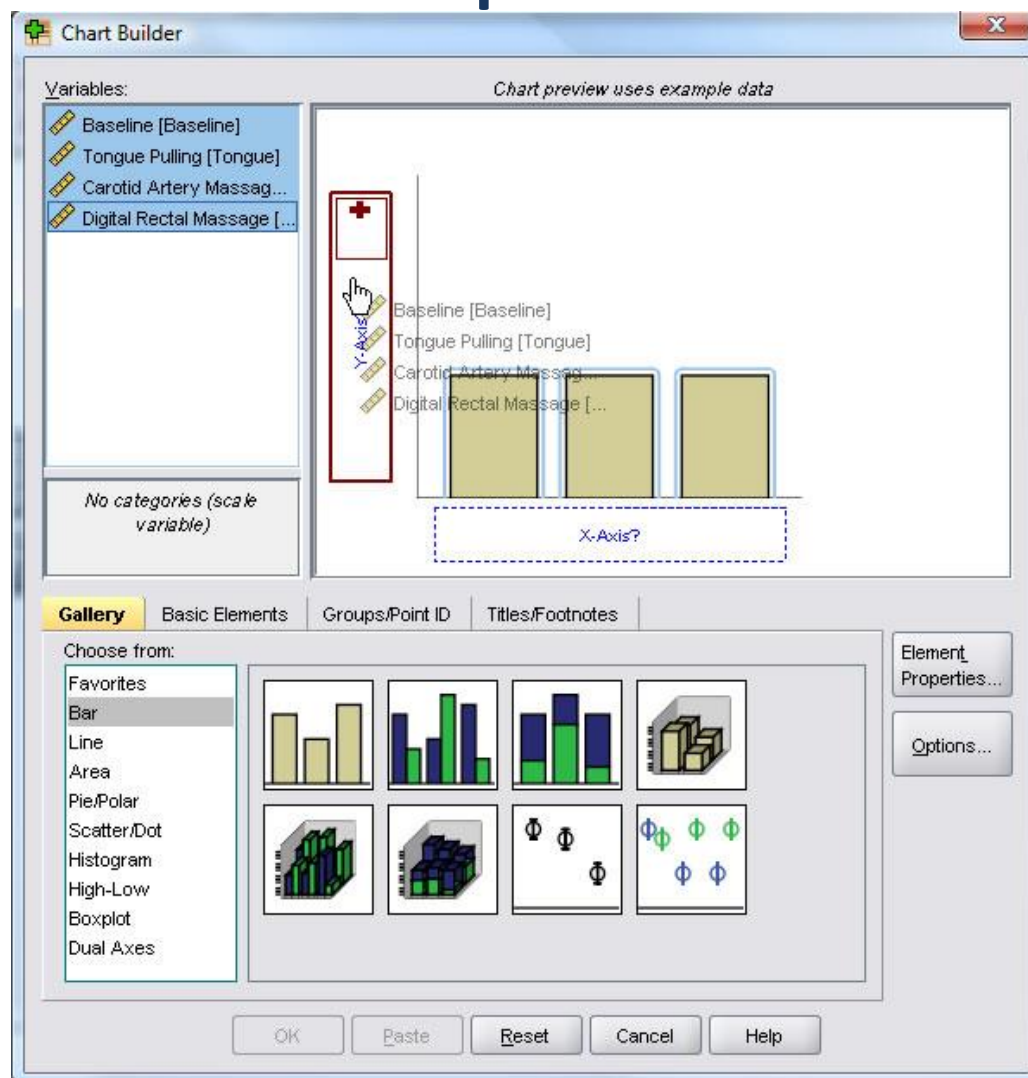 Chart Builder
Variables:
Chart preview uses example data
Baseline [Baseline]
Tongue Pulling [Tongue]
Carotid Artery Massag...
Digital Rectal Massage [...
No categories (scale
variable)
Y-Axis
Baseline [Baseline]
Tongue Pulling [Tongue]
Carotid Artery Massag...
Digital Rectal Massage [...
X-Axis?
Gallery
Basic Elements
Groups/Point ID
Titles/Footnotes
Choose from:
Favorites
Bar
Line
Area
Pie/Polar
Scatter/Dot
Histogram
High-Low
Boxplot
Dual Axes
Element
Properties...
Options...
OK
Paste
Reset
Cancel
Help